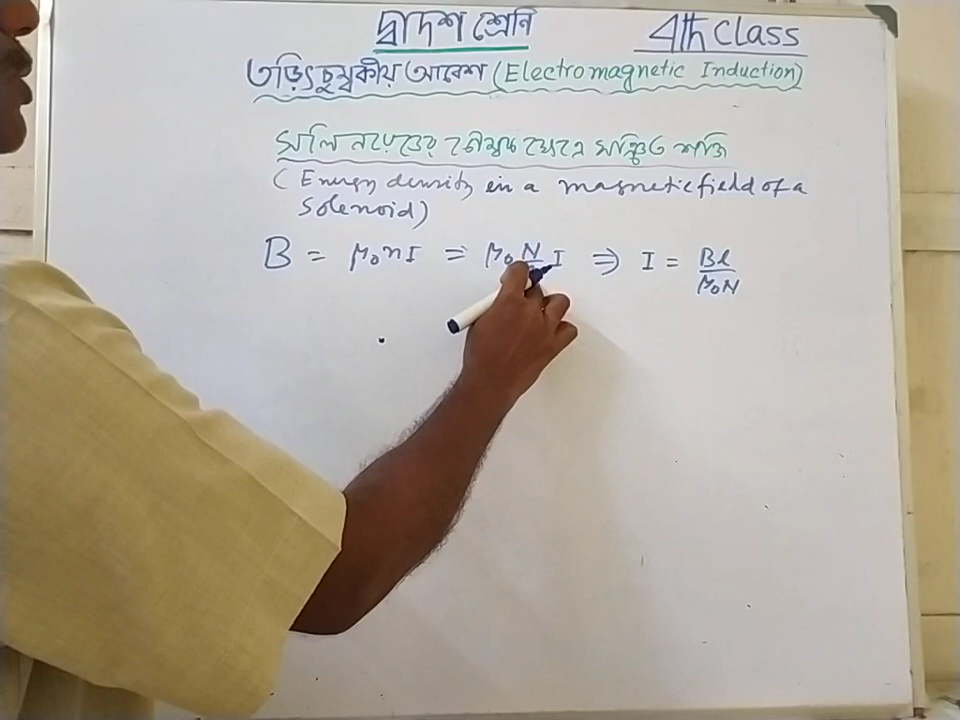 দ্বাদশ শ্রেণি
4th class
তড়িৎচুম্বকীয় আবেশ (Electromagnetic Induction)
সলিনয়েডের চৌম্বক ক্ষেত্রে সঞ্চিত শক্তি
(Energy density in a magnetic field of a
solenoid)
B = μ₀nI = μ₀ N I ⇒ I = Bl/μ₀N